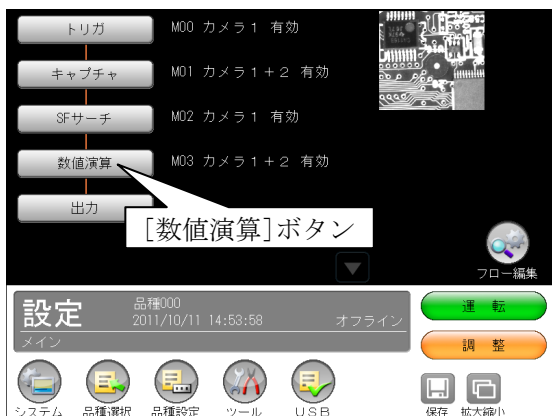 トリガ M00 カメラ1 有効
キャプチャ M01 カメラ1+2 有効
SFサーチ M02 カメラ1 有効
数値演算 M03 カメラ1+2 有効
出力
[数値演算]ボタン
フロー編集
設定 品種000
2011/10/11 14:53:58 オフライン
メイン
運 転
調 整
システム 品種選択 品種設定 ツール USB 保存 拡大縮小